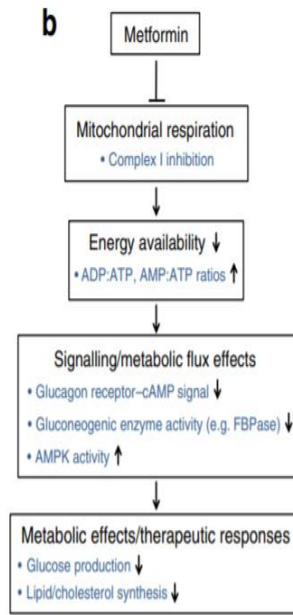 b
Metformin
Mitochondrial respiration
• Complex I inhibition
Energy availability ↓
• ADP:ATP, AMP:ATP ratios ↑
Signalling/metabolic flux effects
• Glucagon receptor–cAMP signal ↓
• Gluconeogenic enzyme activity (e.g. FBPase) ↓
• AMPK activity ↑
Metabolic effects/therapeutic responses
• Glucose production ↓
• Lipid/cholesterol synthesis ↓